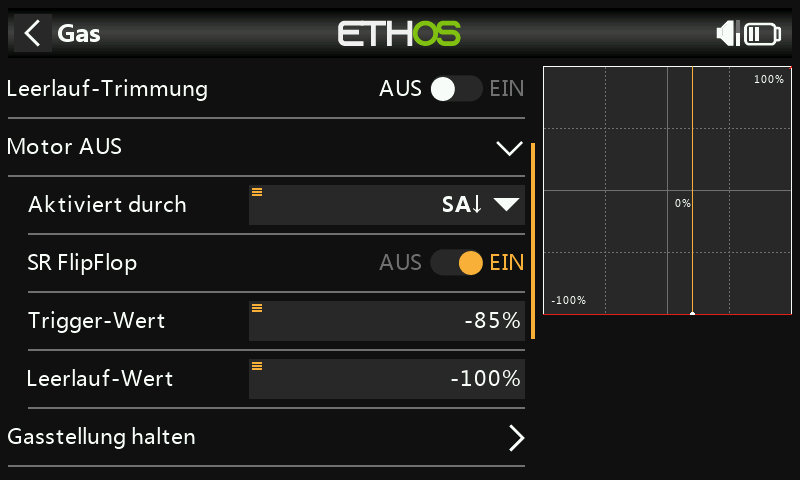 Gas
ETHOS
Leerlauf-Trimmung AUS EIN
Motor AUS
Aktiviert durch SA↓
SR FlipFlop AUS EIN
Trigger-Wert -85%
Leerlauf-Wert -100%
Gasstellung halten
100%
0%
-100%